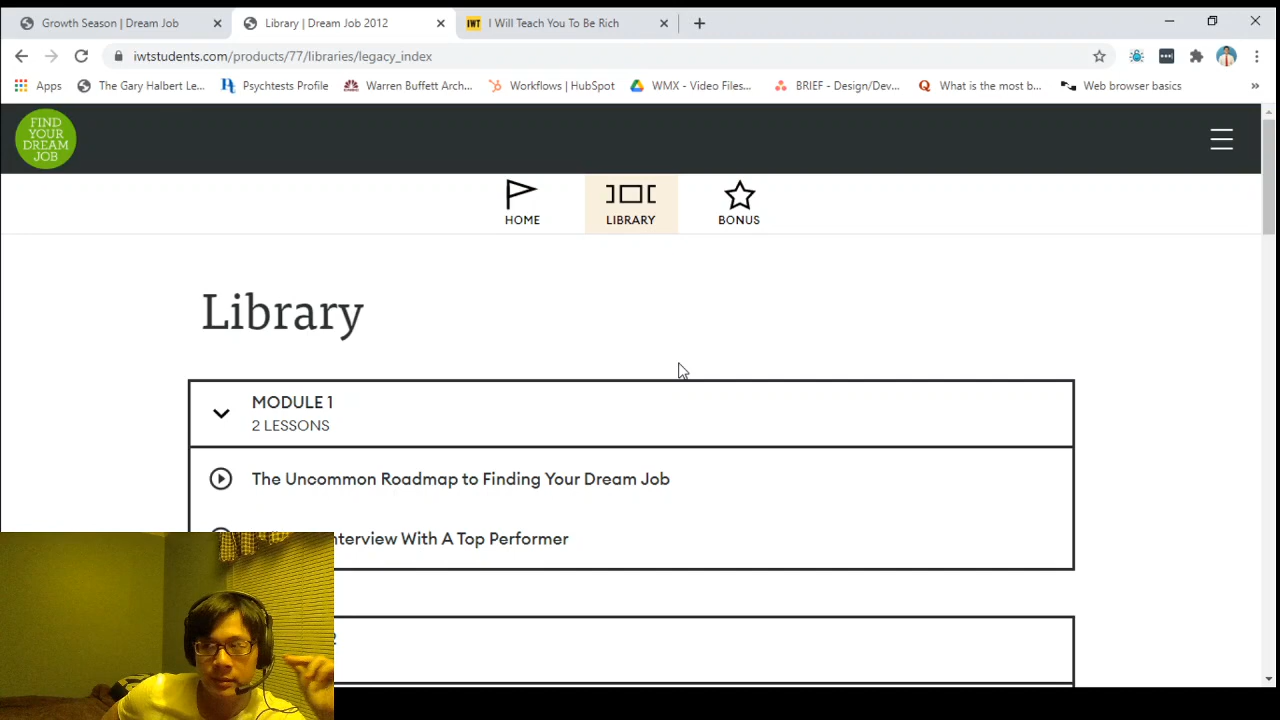 Growth Season | Dream Job
Library | Dream Job 2012
IWT I Will Teach You To Be Rich
iwtstudents.com/products/77/libraries/legacy_index
Apps
The Gary Halbert Le...
Psychtests Profile
Warren Buffett Arch...
Workflows | HubSpot
WMX - Video Files...
BRIEF - Design/Dev...
What is the most b...
Web browser basics
FIND
YOUR
DREAM
JOB
HOME
LIBRARY
BONUS
Library
MODULE 1
2 LESSONS
The Uncommon Roadmap to Finding Your Dream Job
Interview With A Top Performer